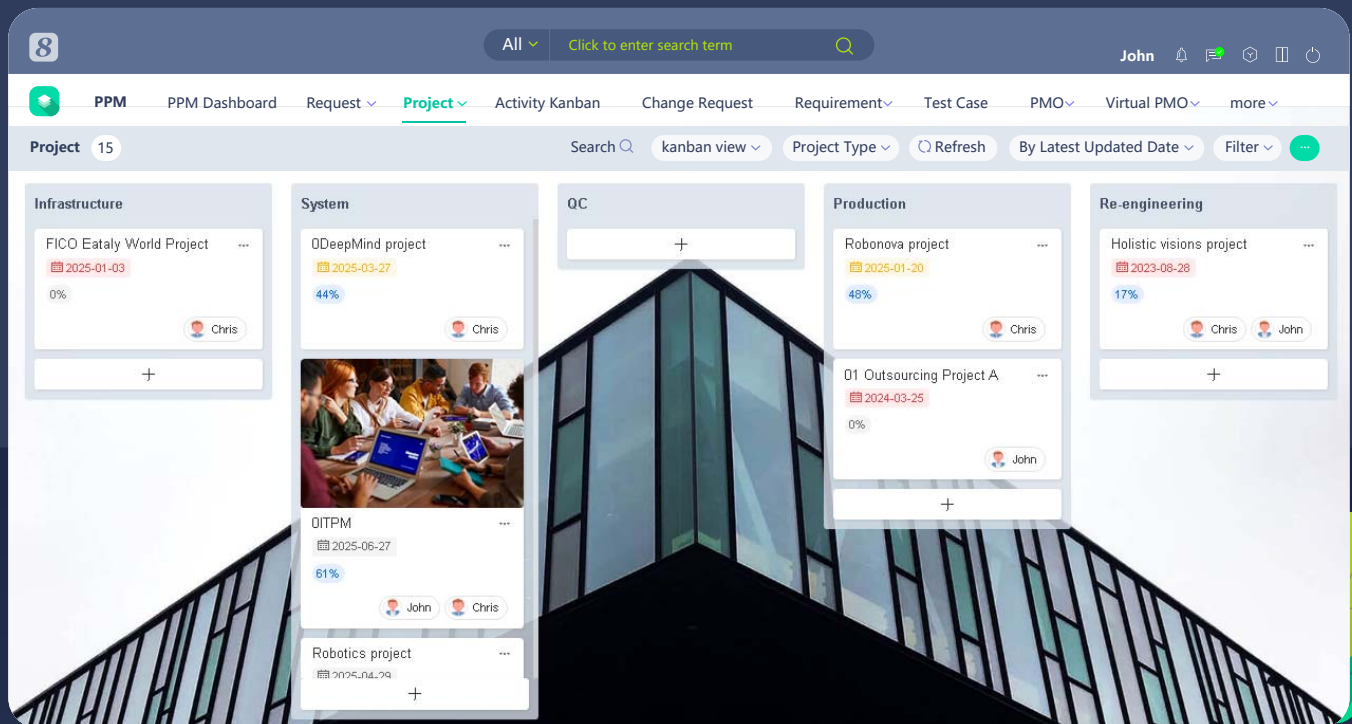 8
All Click to enter search term
John
PPM PPM Dashboard Request Project Activity Kanban Change Request Requirement Test Case PMO Virtual PMO more
Project 15 Search kanban view Project Type Refresh By Latest Updated Date Filter ...
Infrastructure
FICO Eataly World Project ...
2025-01-03
0%
Chris
+
System
0DeepMind project ...
2025-03-27
44%
Chris
0ITPM ...
2025-06-27
61%
John Chris
Robotics project ...
2025-04-29
+
QC
+
Production
Robonova project ...
2025-01-20
48%
Chris
01 Outsourcing Project A ...
2024-03-25
0%
John
+
Re-engineering
Holistic visions project ...
2023-08-28
17%
Chris John
+